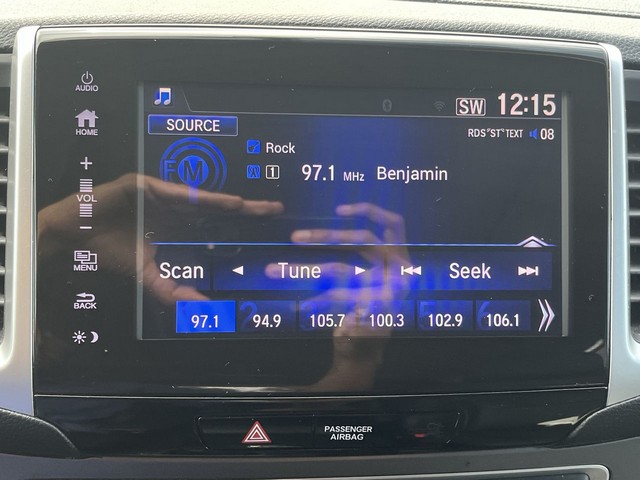 AUDIO
HOME
+
VOL
−
MENU
BACK
SW 12:15
SOURCE
RDS "ST" TEXT 08
FM
Rock
1 97.1 MHz Benjamin
Scan Tune Seek
97.1 94.9 105.7 100.3 102.9 106.1
PASSENGER
AIRBAG